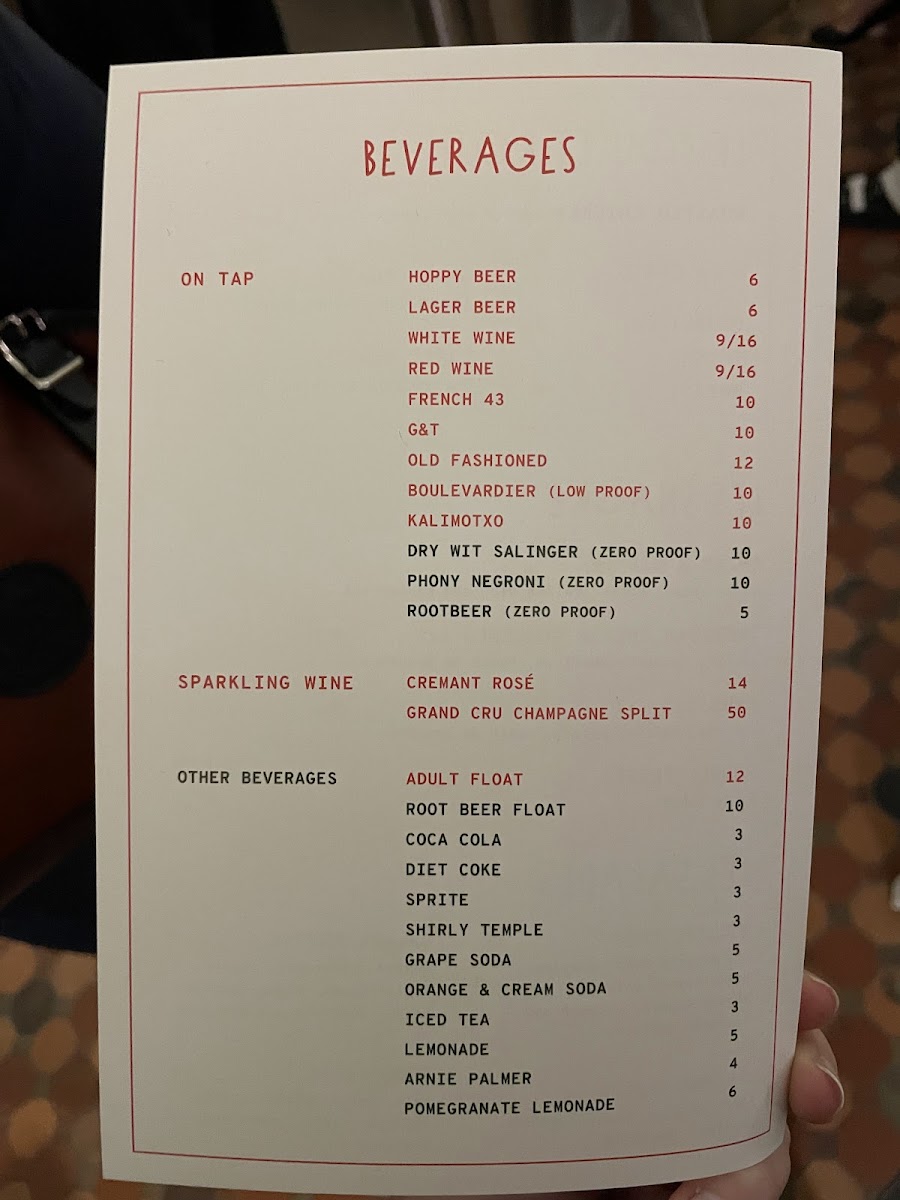 BEVERAGES
ON TAP HOPPY BEER 6
LAGER BEER 6
WHITE WINE 9/16
RED WINE 9/16
FRENCH 43 10
G&T 10
OLD FASHIONED 12
BOULEVARDIER (LOW PROOF) 10
KALIMOTXO 10
DRY WIT SALINGER (ZERO PROOF) 10
PHONY NEGRONI (ZERO PROOF) 10
ROOTBEER (ZERO PROOF) 5
SPARKLING WINE CREMANT ROSÉ 14
GRAND CRU CHAMPAGNE SPLIT 50
OTHER BEVERAGES ADULT FLOAT 12
ROOT BEER FLOAT 10
COCA COLA 3
DIET COKE 3
SPRITE 3
SHIRLY TEMPLE 3
GRAPE SODA 5
ORANGE & CREAM SODA 5
ICED TEA 3
LEMONADE 5
ARNIE PALMER 4
POMEGRANATE LEMONADE 6